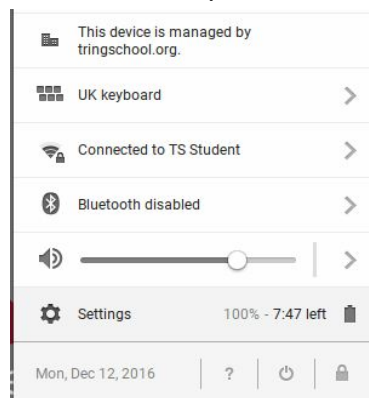 This device is managed by
tringschool.org.
UK keyboard
Connected to TS Student
Bluetooth disabled
Settings 100% - 7:47 left
Mon, Dec 12, 2016 ?